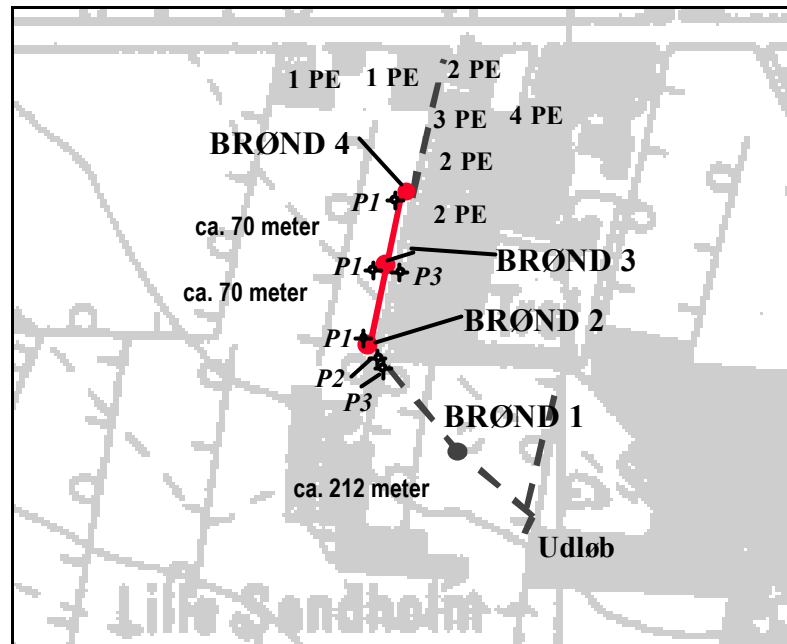 1 PE
1 PE
2 PE
3 PE
4 PE
BRØND 4
2 PE
P1
2 PE
ca. 70 meter
BRØND 3
P1
P3
ca. 70 meter
BRØND 2
P1
P2
P3
BRØND 1
ca. 212 meter
Udløb
Lille Sandholm